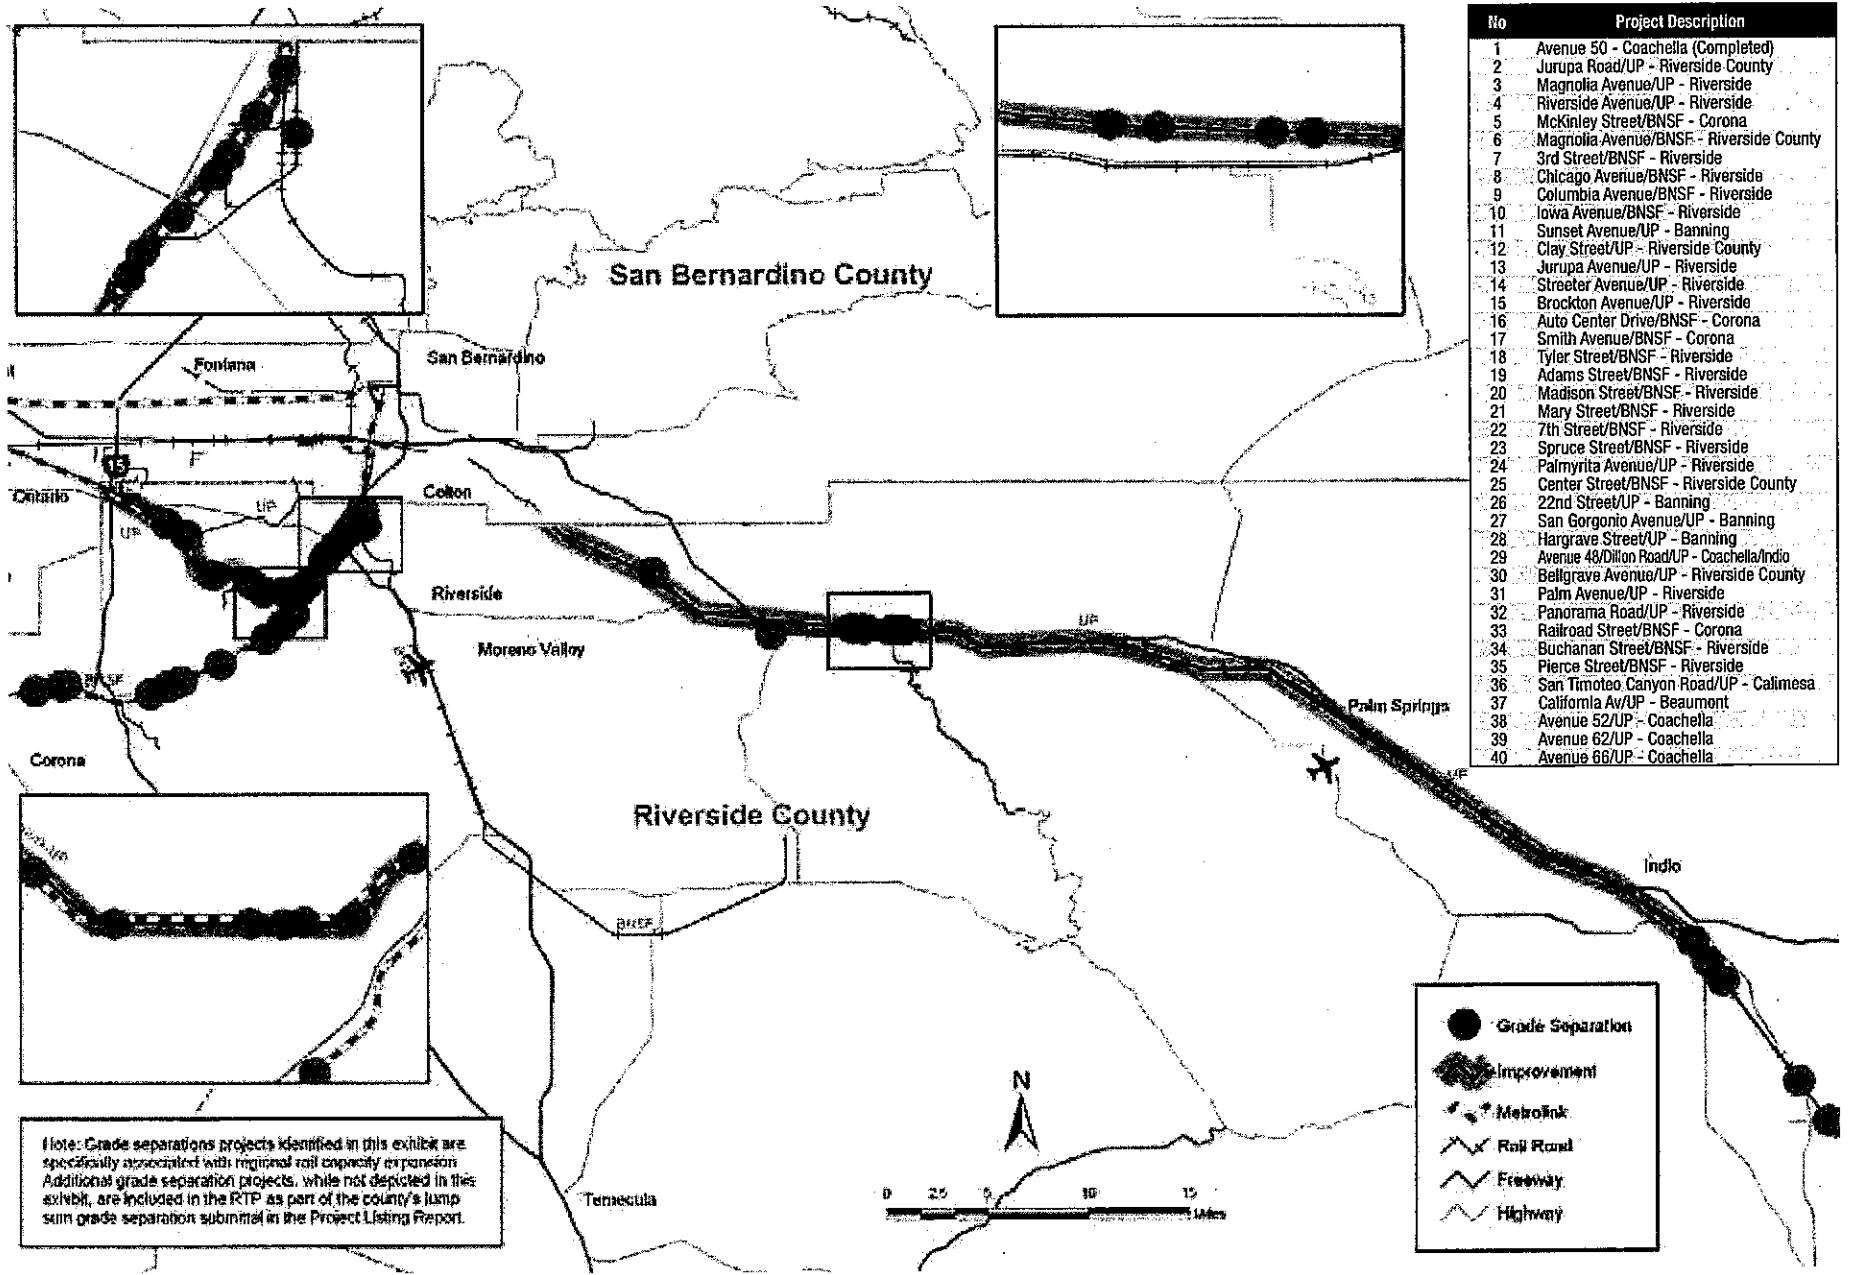 No Project Description
1 Avenue 50 - Coachella (Completed)
2 Jurupa Road/UP - Riverside County
3 Magnolia Avenue/UP - Riverside
4 Riverside Avenue/UP - Riverside
5 McKinley Street/BNSF - Corona
6 Magnolia Avenue/BNSF - Riverside County
7 3rd Street/BNSF - Riverside
8 Chicago Avenue/BNSF - Riverside
9 Columbia Avenue/BNSF - Riverside
10 Iowa Avenue/BNSF - Riverside
11 Sunset Avenue/UP - Banning
12 Clay Street/UP - Riverside County
13 Jurupa Avenue/UP - Riverside
14 Streeter Avenue/UP - Riverside
15 Brockton Avenue/UP - Riverside
16 Auto Center Drive/BNSF - Corona
17 Smith Avenue/BNSF - Corona
18 Tyler Street/BNSF - Riverside
19 Adams Street/BNSF - Riverside
20 Madison Street/BNSF - Riverside
21 Mary Street/BNSF - Riverside
22 7th Street/BNSF - Riverside
23 Spruce Street/BNSF - Riverside
24 Palmyrita Avenue/UP - Riverside
25 Center Street/BNSF - Riverside County
26 22nd Street/UP - Banning
27 San Gorgonio Avenue/UP - Banning
28 Hargrave Street/UP - Banning
29 Avenue 48/Dillon Road/UP - Coachella/Indio
30 Bellgrave Avenue/UP - Riverside County
31 Palm Avenue/UP - Riverside
32 Panorama Road/UP - Riverside
33 Railroad Street/BNSF - Corona
34 Buchanan Street/BNSF - Riverside
35 Pierce Street/BNSF - Riverside
36 San Timoteo Canyon Road/UP - Calimesa
37 California Av/UP - Beaumont
38 Avenue 52/UP - Coachella
39 Avenue 62/UP - Coachella
40 Avenue 66/UP - Coachella
San Bernardino County
Fontana
San Bernardino
15
Ontario
Colton
UP
UP
Riverside
Moreno Valley
UP
BNSF
Palm Springs
Corona
UP
Riverside County
UP
Indio
BNSF
Grade Separation
Improvement
Metrolink
Rail Road
Freeway
Highway
N
0 2.5 5 10 15
Miles
Temecula
Note: Grade separations projects identified in this exhibit are
specifically associated with regional rail capacity expansion
Additional grade separation projects, while not depicted in this
exhibit, are included in the RTP as part of the county's lump
sum grade separation submittal in the Project Listing Report.